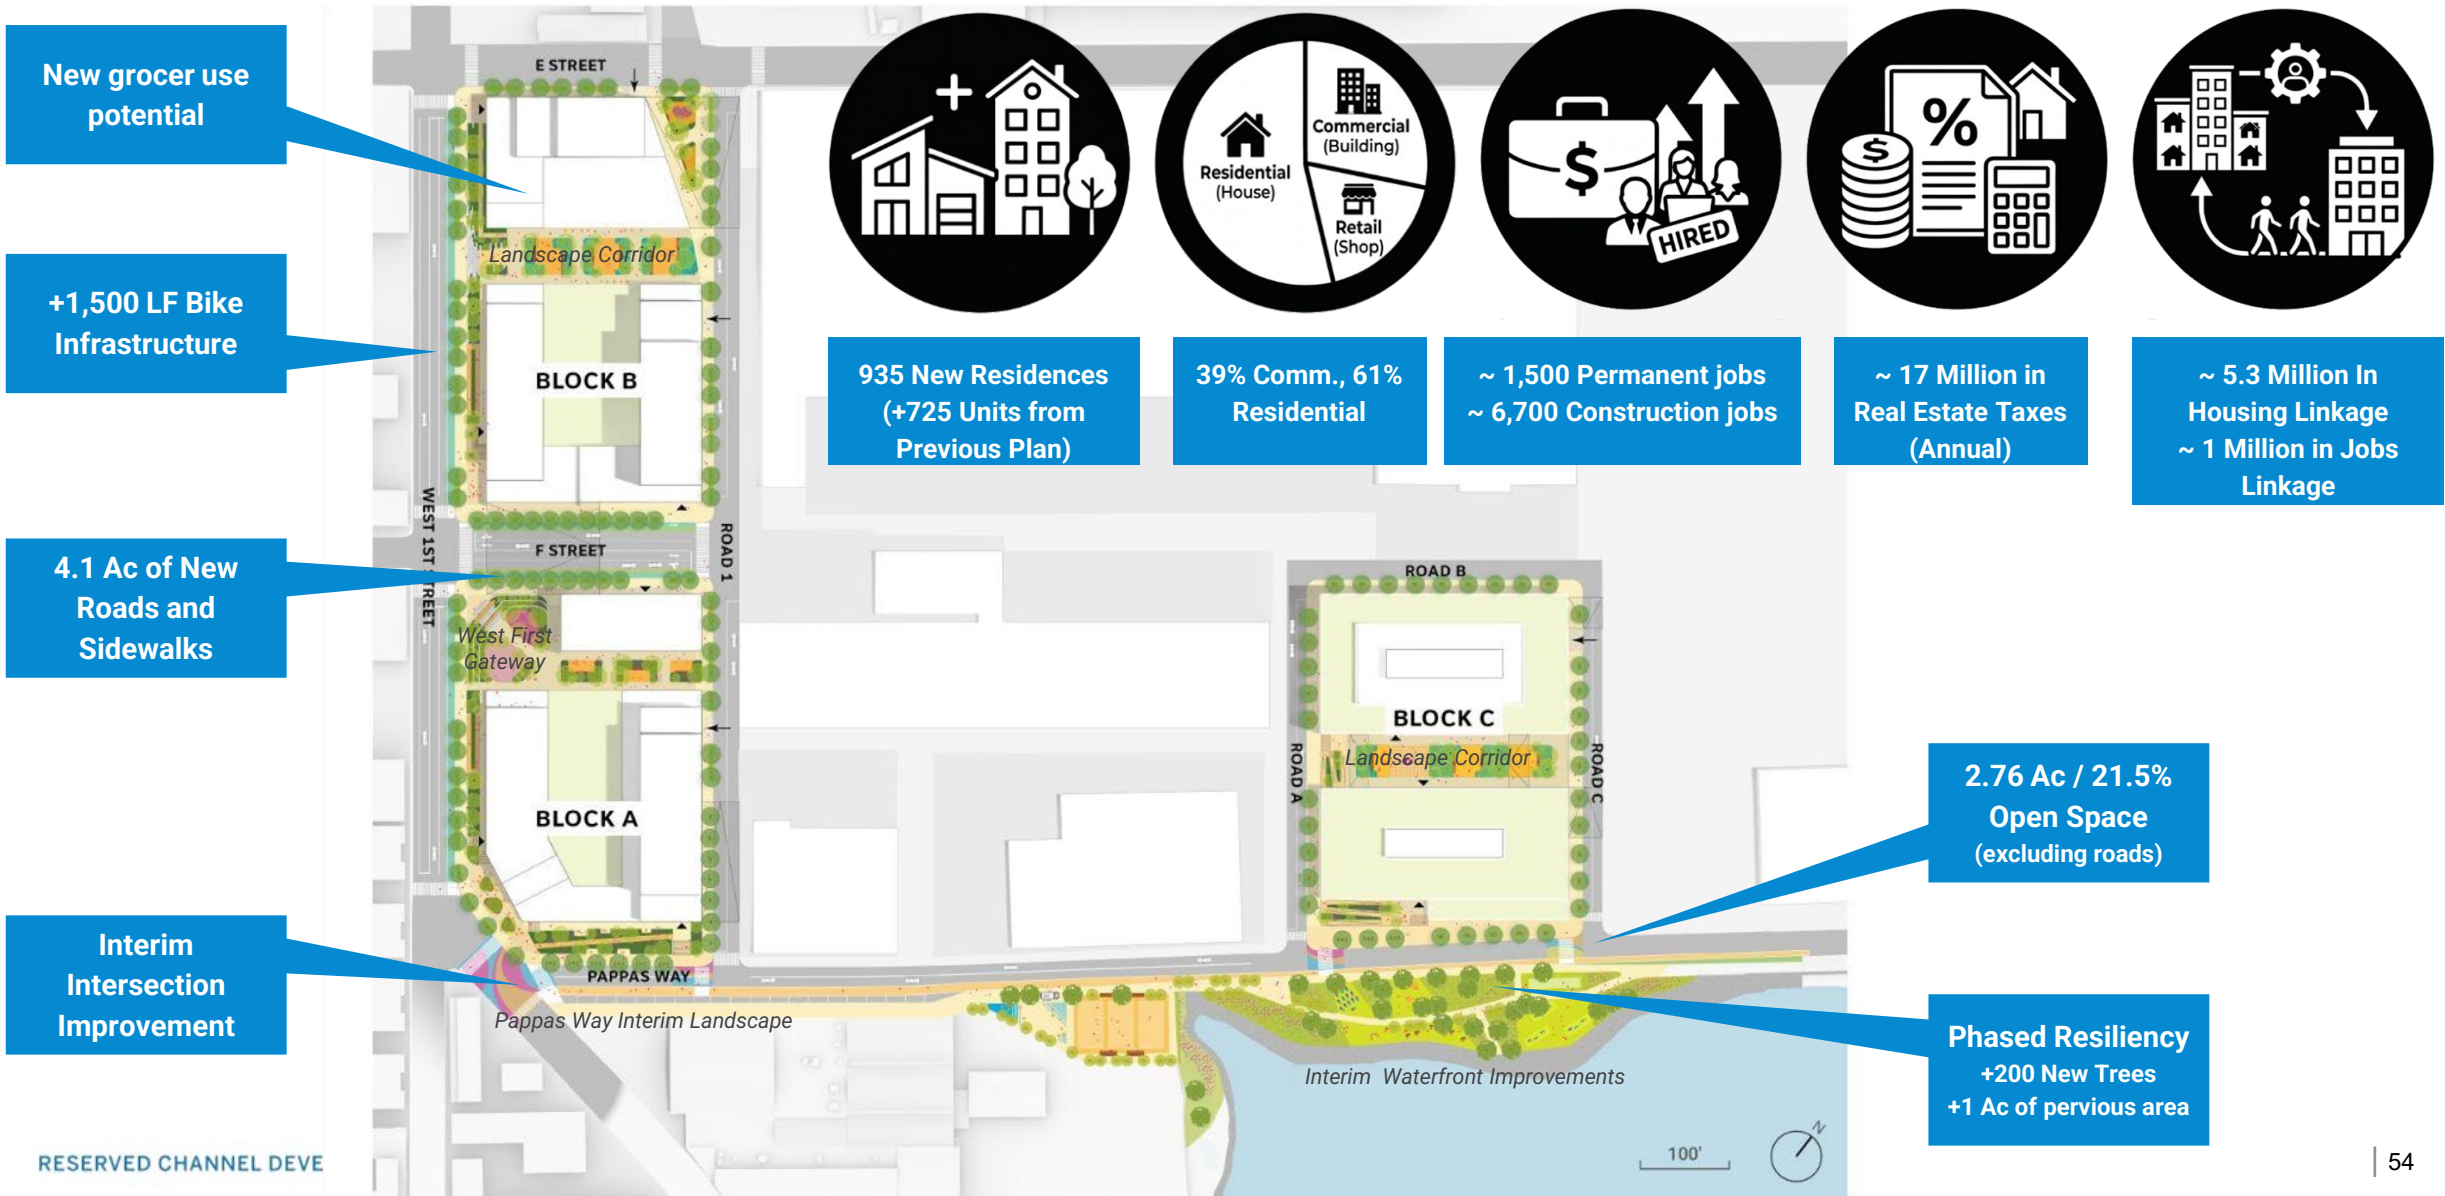 New grocer use
potential
+1,500 LF Bike
Infrastructure
4.1 Ac of New
Roads and
Sidewalks
Interim
Intersection
Improvement
E STREET
Landscape Corridor
BLOCK B
WEST 1ST STREET
F STREET
ROAD 1
West First
Gateway
BLOCK A
PAPPAS WAY
Pappas Way Interim Landscape
Residential
(House)
Commercial
(Building)
Retail
(Shop)
$
HIRED
$
%
935 New Residences
(+725 Units from
Previous Plan)
39% Comm., 61%
Residential
~ 1,500 Permanent jobs
~ 6,700 Construction jobs
~ 17 Million in
Real Estate Taxes
(Annual)
~ 5.3 Million In
Housing Linkage
~ 1 Million in Jobs
Linkage
ROAD B
BLOCK C
ROAD A
Landscape Corridor
ROAD C
2.76 Ac / 21.5%
Open Space
(excluding roads)
Phased Resiliency
+200 New Trees
+1 Ac of pervious area
Interim Waterfront Improvements
100'
N
RESERVED CHANNEL DEVE
54